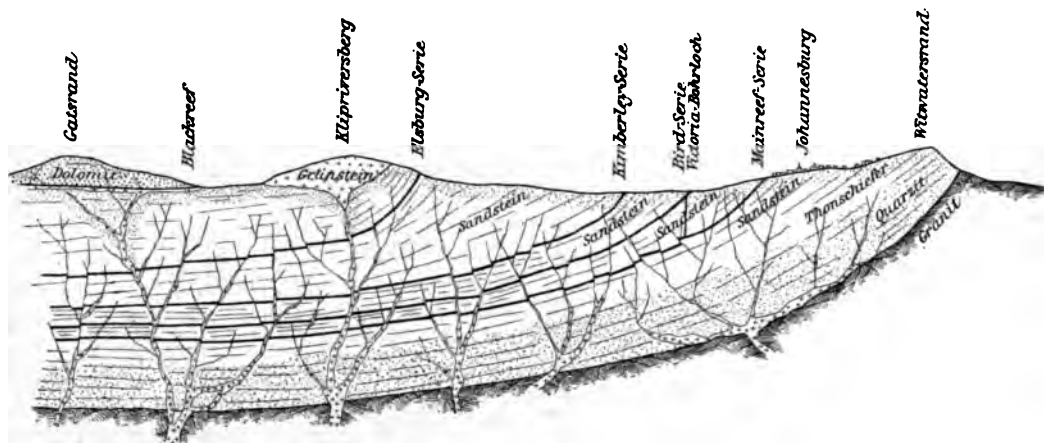 Gatsrand
Blackreef
Klipriversberg
Elsburg-Serie
Kimberley-Serie
Bird-Serie
Victoria-Bohrloch
Mainreef-Serie
Johannesburg
Witwatersrand
Dolomit
Grünstein
Sandstein
Sandstein
Sandstein
Sandstein
Thonschiefer
Quarzit
Granit